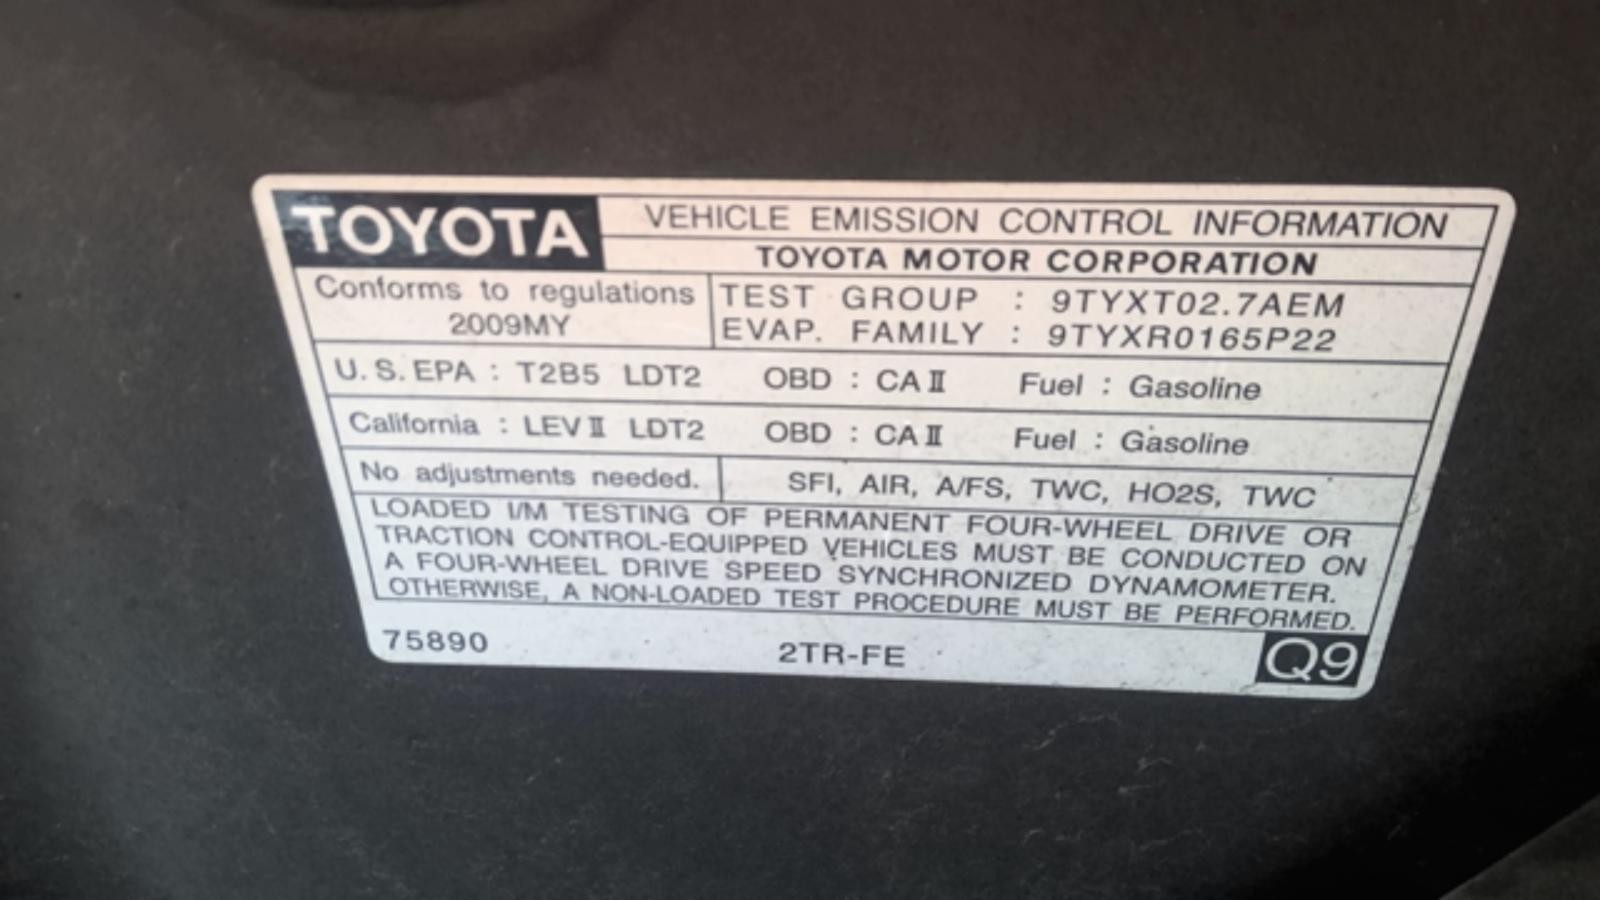 TOYOTA
VEHICLE EMISSION CONTROL INFORMATION
TOYOTA MOTOR CORPORATION
Conforms to regulations
2009MY
TEST GROUP : 9TYXT02.7AEM
EVAP. FAMILY : 9TYXR0165P22
U.S.EPA : T2B5 LDT2 OBD : CAⅡ Fuel : Gasoline
California : LEVⅡ LDT2 OBD : CAⅡ Fuel : Gasoline
No adjustments needed. SFI, AIR, A/FS, TWC, HO2S, TWC
LOADED I/M TESTING OF PERMANENT FOUR-WHEEL DRIVE OR
TRACTION CONTROL-EQUIPPED VEHICLES MUST BE CONDUCTED ON
A FOUR-WHEEL DRIVE SPEED SYNCHRONIZED DYNAMOMETER.
OTHERWISE, A NON-LOADED TEST PROCEDURE MUST BE PERFORMED.
75890 2TR-FE Q9